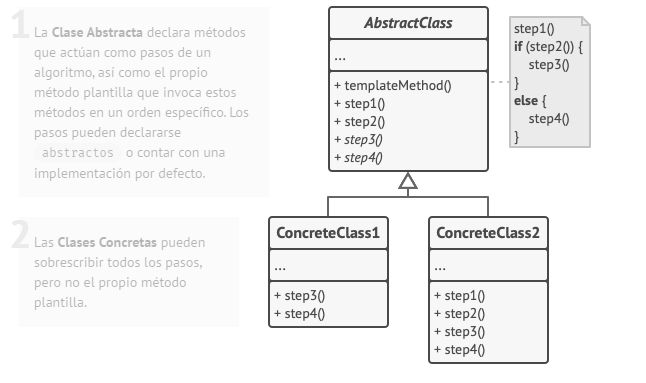 1
La Clase Abstracta declara métodos
que actúan como pasos de un
algoritmo, así como el propio
método plantilla que invoca estos
métodos en un orden específico. Los
pasos pueden declararse
abstractos o contar con una
implementación por defecto.
AbstractClass
...
+ templateMethod()
+ step1()
+ step2()
+ step3()
+ step4()
step1()
if (step2()) {
step3()
}
else {
step4()
}
2
Las Clases Concretas pueden
sobrescribir todos los pasos,
pero no el propio método
plantilla.
ConcreteClass1
...
+ step3()
+ step4()
ConcreteClass2
...
+ step1()
+ step2()
+ step3()
+ step4()